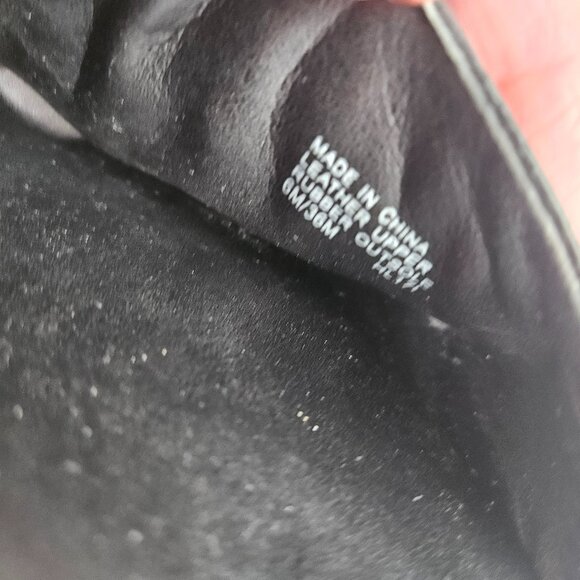 MADE IN CHINA
LEATHER UPPER
RUBBER OUTSOLE
6M/36M